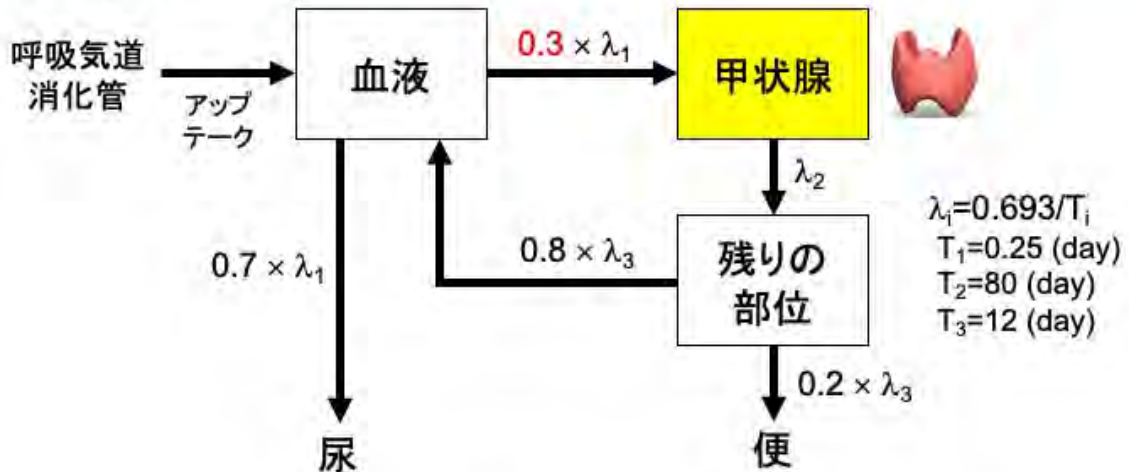 呼吸気道
消化管
アップ
テーク
血液
0.3 × λ1
甲状腺
λ2
0.7 × λ1
0.8 × λ3
残りの
部位
λi=0.693/Ti
T1=0.25 (day)
T2=80 (day)
T3=12 (day)
0.2 × λ3
尿
便